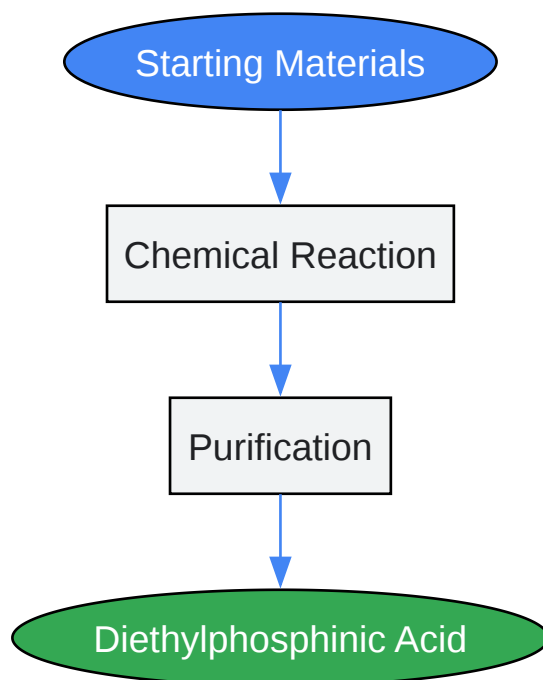 Starting Materials
Chemical Reaction
Purification
Diethylphosphinic Acid